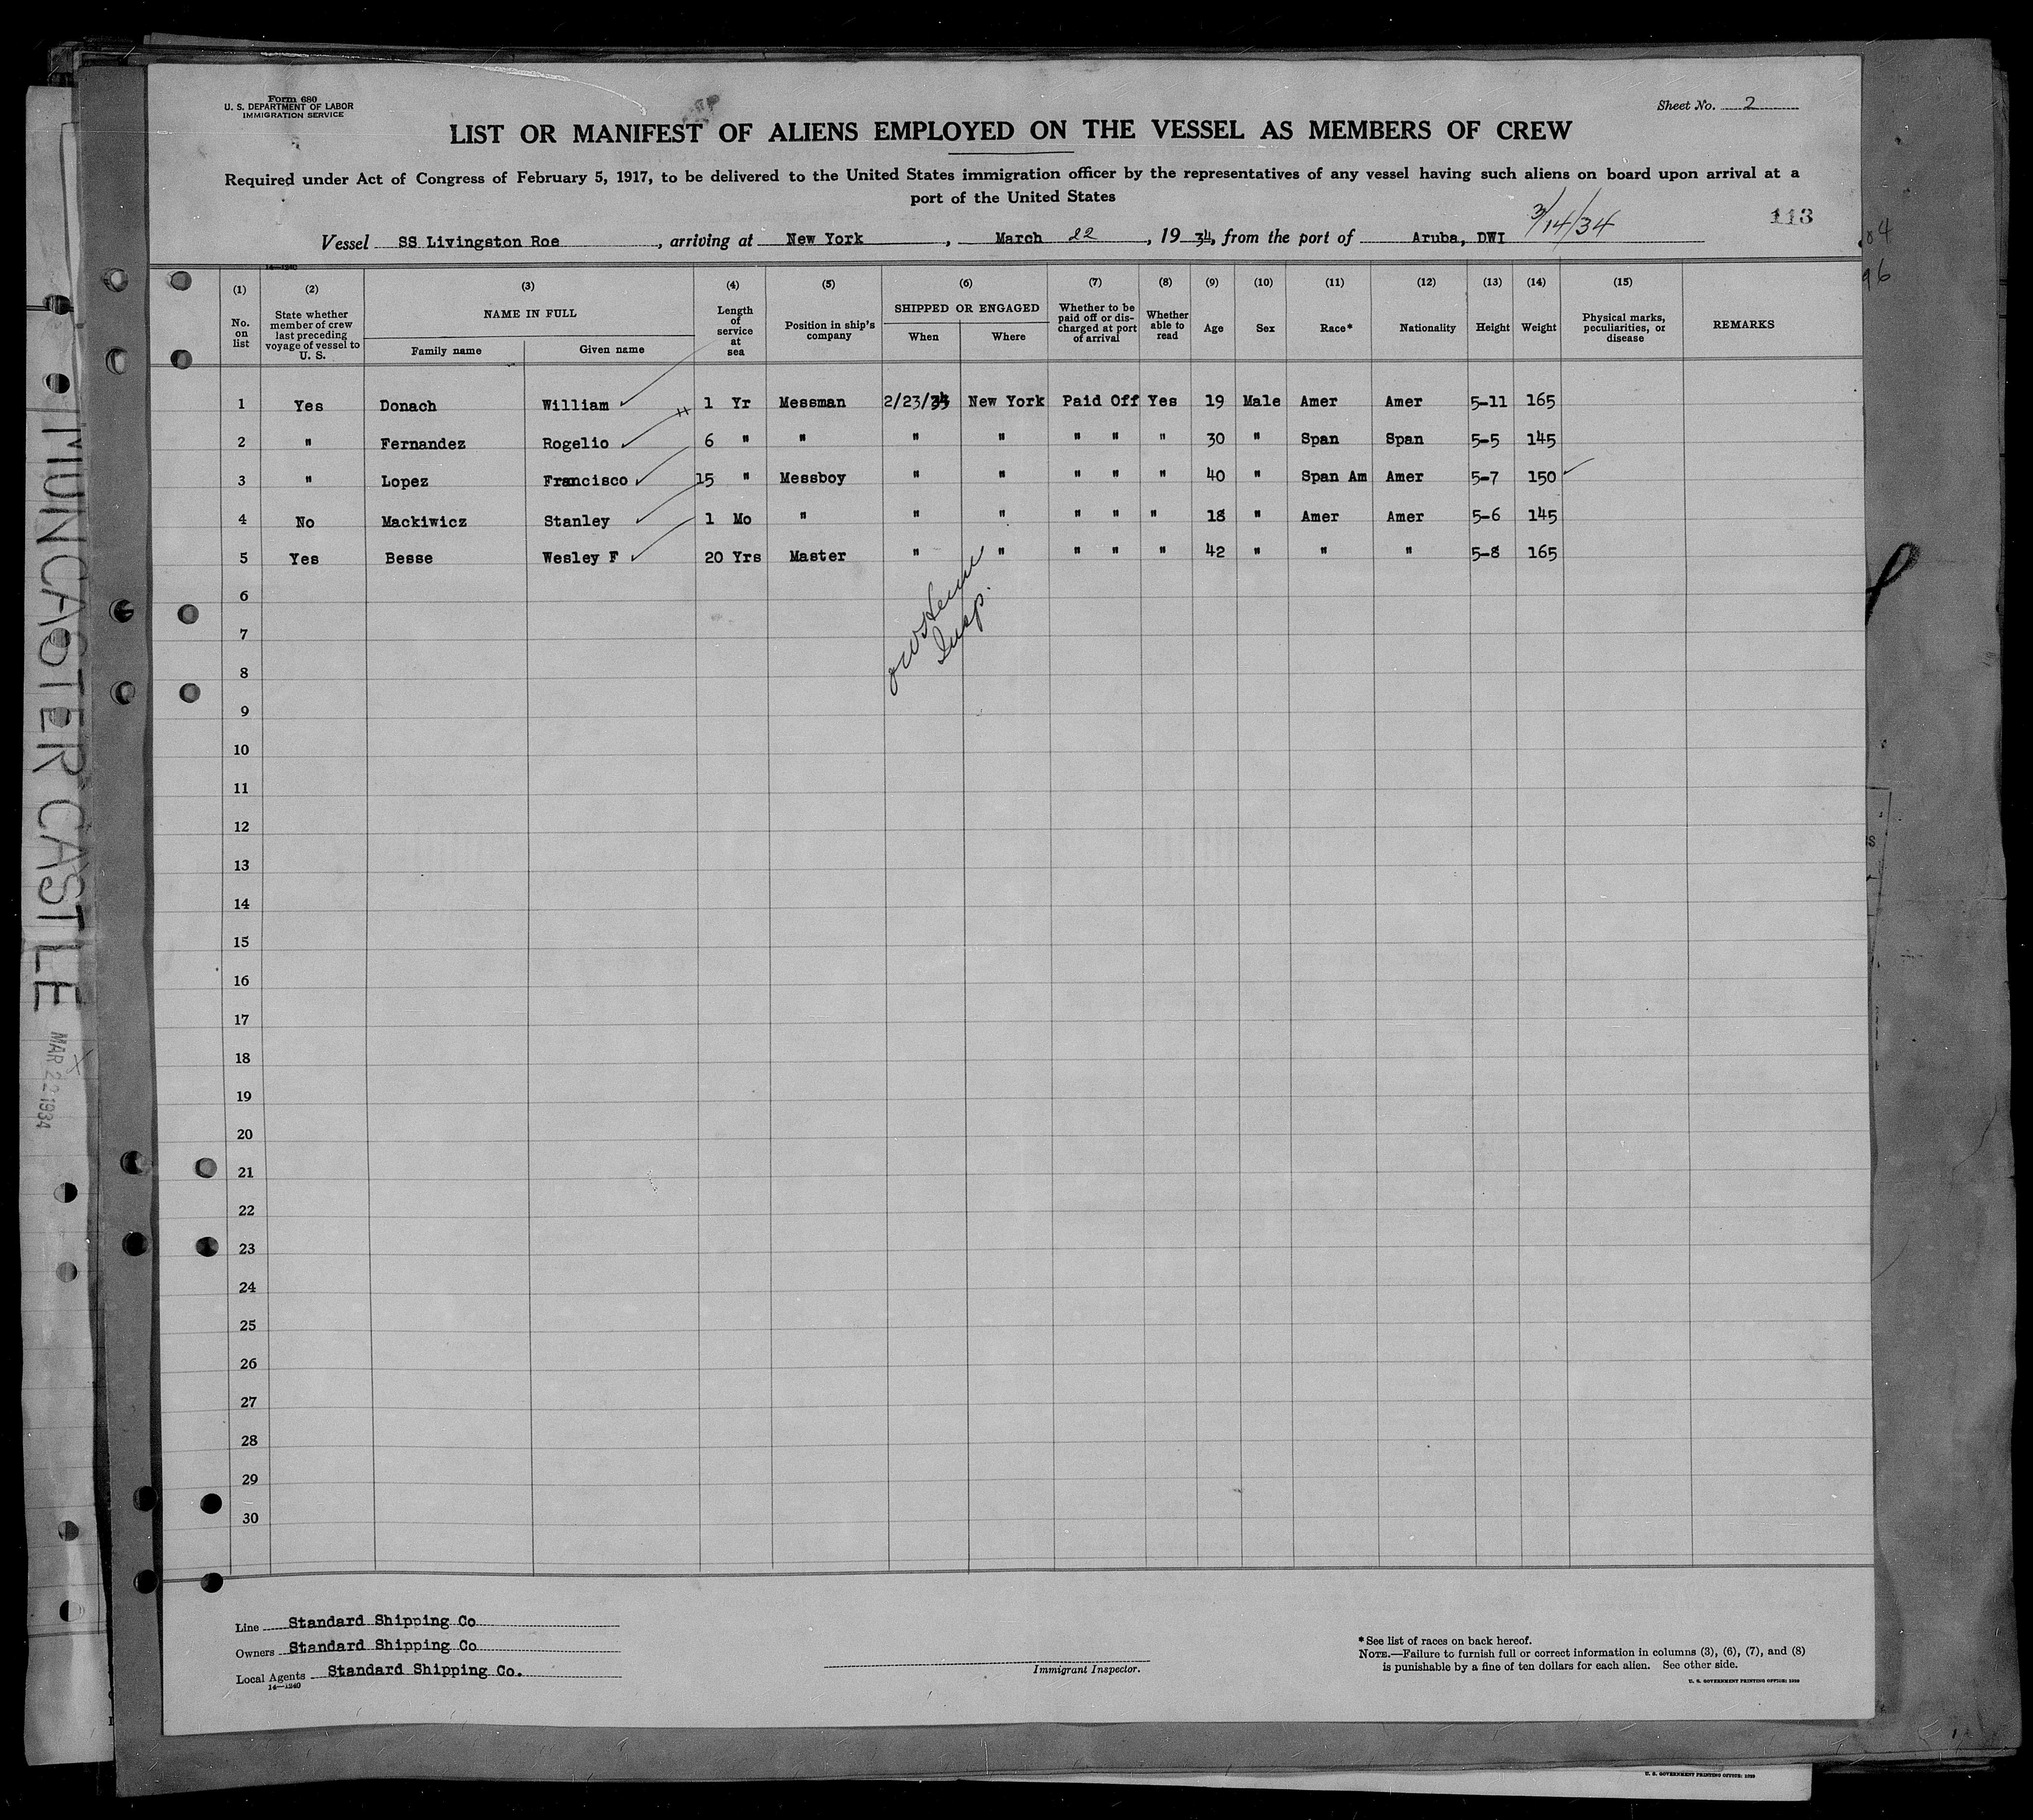 Form 680
U. S. DEPARTMENT OF LABOR
IMMIGRATION SERVICE
Sheet No. 2
LIST OR MANIFEST OF ALIENS EMPLOYED ON THE VESSEL AS MEMBERS OF CREW
Required under Act of Congress of February 5, 1917, to be delivered to the United States immigration officer by the representatives of any vessel having such aliens on board upon arrival at a
port of the United States
3/14/34
113
Vessel SS Livingston Roe, arriving at New York, March 22, 1934, from the port of Aruba, DWI
14—1240
(1) (2) (3) (4) (5) (6) (7) (8) (9) (10) (11) (12) (13) (14) (15)
No. on list
State whether member of crew last preceding voyage of vessel to U. S.
NAME IN FULL
Family name
Given name
Length of service at sea
Position in ship's company
SHIPPED OR ENGAGED
When
Where
Whether to be paid off or discharged at port of arrival
Whether able to read
Age
Sex
Race*
Nationality
Height
Weight
Physical marks, peculiarities, or disease
REMARKS
1 Yes Donach William 1 Yr Messman 2/23/34 New York Paid Off Yes 19 Male Amer Amer 5-11 165
2 " Fernandez Rogelio 6 " " " " " " " 30 " Span Span 5-5 145
3 " Lopez Francisco 15 " Messboy " " " " " 40 " Span Am Amer 5-7 150
4 No Mackiwicz Stanley 1 Mo " " " " " " 18 " Amer Amer 5-6 145
5 Yes Besse Wesley F 20 Yrs Master " " " " " 42 " " " 5-8 165
Insp.
6
7
8
9
10
11
12
13
14
15
16
17
18
19
20
21
22
23
24
25
26
27
28
29
30
Line Standard Shipping Co
Owners Standard Shipping Co
Local Agents Standard Shipping Co.
14—1240
Immigrant Inspector.
*See list of races on back hereof.
NOTE.—Failure to furnish full or correct information in columns (3), (6), (7), and (8)
is punishable by a fine of ten dollars for each alien. See other side.
U. S. GOVERNMENT PRINTING OFFICE:
MUNCASTER CASTLE
MAR 22 1934
96
U. S. GOVERNMENT PRINTING OFFICE: